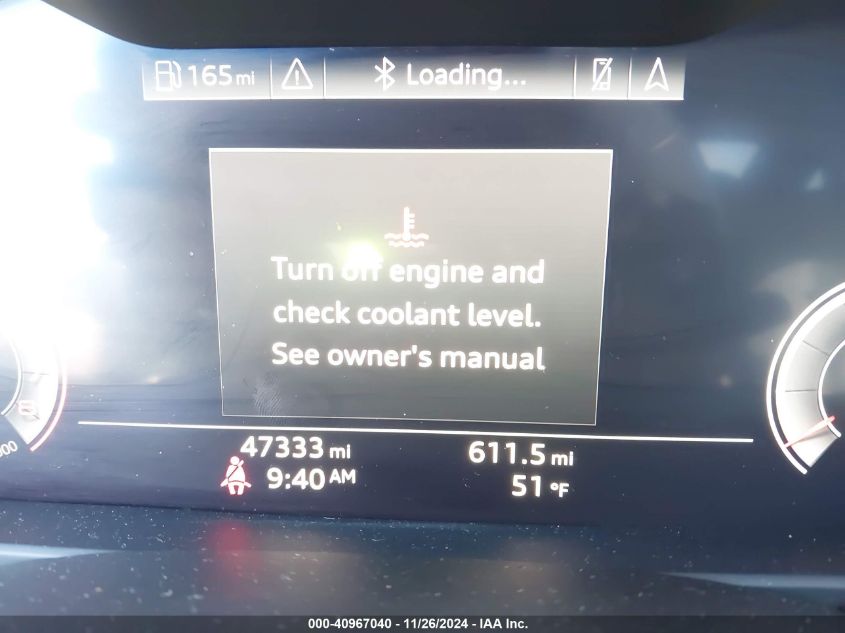 165 mi Loading...
Turn off engine and
check coolant level.
See owner's manual
47333 mi 611.5 mi
9:40 AM 51 °F
000-40967040 - 11/26/2024 - IAA Inc.